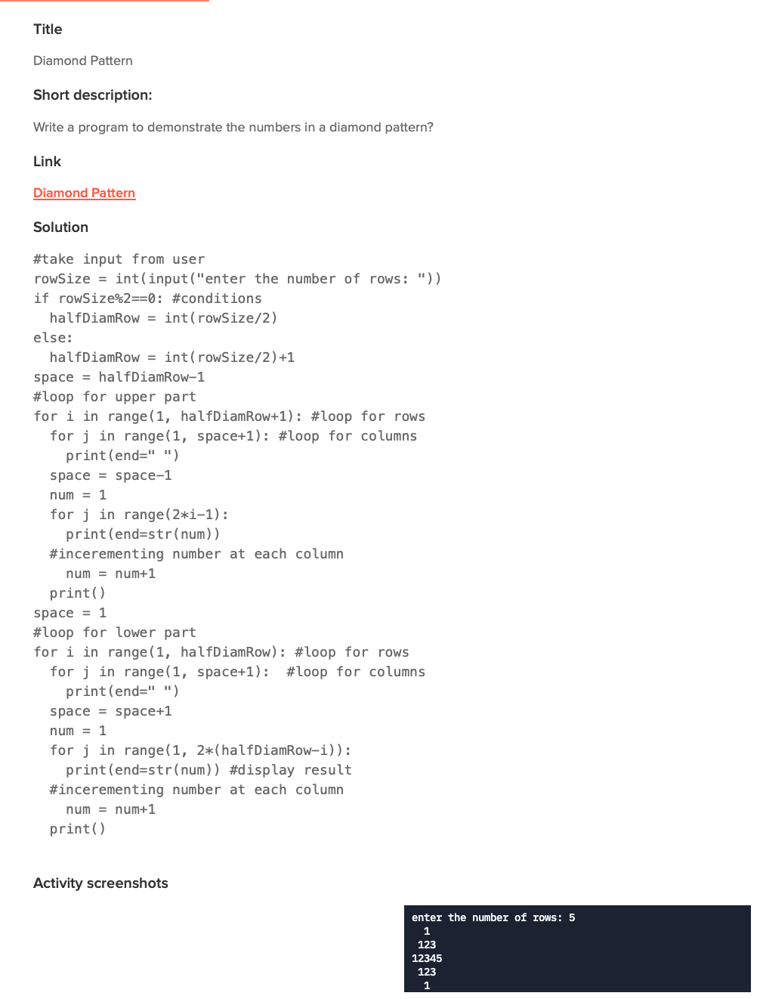 Title
Diamond Pattern
Short description:
Write a program to demonstrate the numbers in a diamond pattern?
Link
Diamond Pattern
Solution
#take input from user
rowSize = int(input("enter the number of rows: "))
if rowSize%2==0: #conditions
  halfDiamRow = int(rowSize/2)
else:
  halfDiamRow = int(rowSize/2)+1
space = halfDiamRow-1
#loop for upper part
for i in range(1, halfDiamRow+1): #loop for rows
  for j in range(1, space+1): #loop for columns
    print(end=" ")
  space = space-1
  num = 1
  for j in range(2*i-1):
    print(end=str(num))
  #incerementing number at each column
    num = num+1
  print()
space = 1
#loop for lower part
for i in range(1, halfDiamRow): #loop for rows
  for j in range(1, space+1):  #loop for columns
    print(end=" ")
  space = space+1
  num = 1
  for j in range(1, 2*(halfDiamRow-i)):
    print(end=str(num)) #display result
  #incerementing number at each column
    num = num+1
  print()
Activity screenshots
enter the number of rows: 5
  1
 123
12345
 123
  1